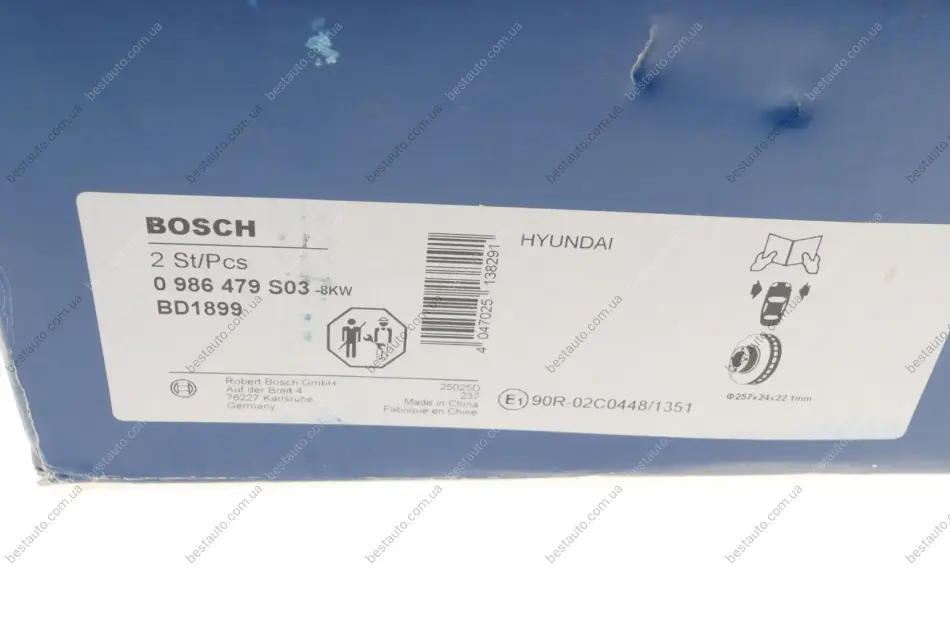 BOSCH
2 St/Pcs
0 986 479 S03 -8KW
BD1899
4 047025 138291
HYUNDAI
Robert Bosch GmbH
Auf der Breit 4
76227 Karlsruhe
Germany
25025D
237
Made in China
Fabriqué en Chine
E1 90R-02C0448/1351
Φ257x24x22.1mm
bestauto.com.ua